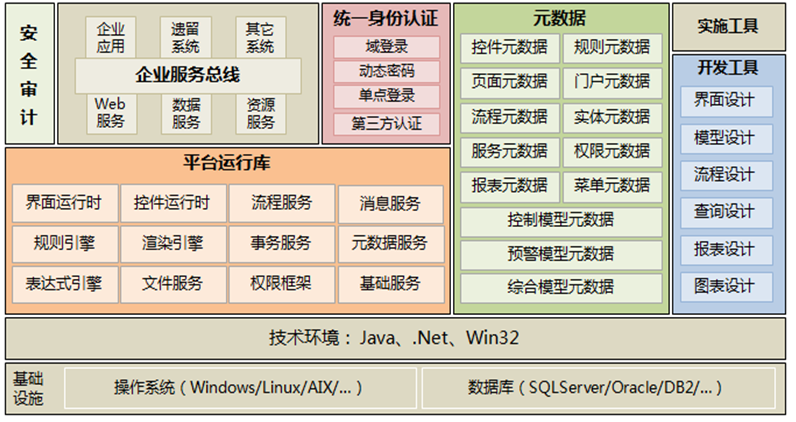 安
全
审
计
企业
应用
遗留
系统
其它
系统
企业服务总线
Web
服务
数据
服务
资源
服务
统一身份认证
域登录
动态密码
单点登录
第三方认证
元数据
控件元数据
规则元数据
页面元数据
门户元数据
流程元数据
实体元数据
服务元数据
权限元数据
报表元数据
菜单元数据
控制模型元数据
预警模型元数据
综合模型元数据
实施工具
开发工具
界面设计
模型设计
流程设计
查询设计
报表设计
图表设计
平台运行库
界面运行时
控件运行时
流程服务
消息服务
规则引擎
渲染引擎
事务服务
元数据服务
表达式引擎
文件服务
权限框架
基础服务
技术环境：Java、.Net、Win32
基础
设施
操作系统（Windows/Linux/AIX/...）
数据库（SQLServer/Oracle/DB2/...）